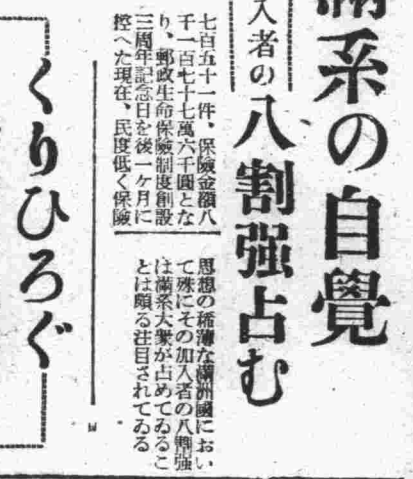 系の自覺
入者の八割强占む
七百五十一件、保險金額八
千一百七十七萬六千圓とな
り、郵政生命保險制度創設
三周年記念日を後一ケ月に
控へた現在、民度低く保險
思想の稀薄な滿洲國におい
て殊にその加入者の八割强
は滿系大衆が占めてゐるこ
とは頗る注目されてゐる
くりひろぐ